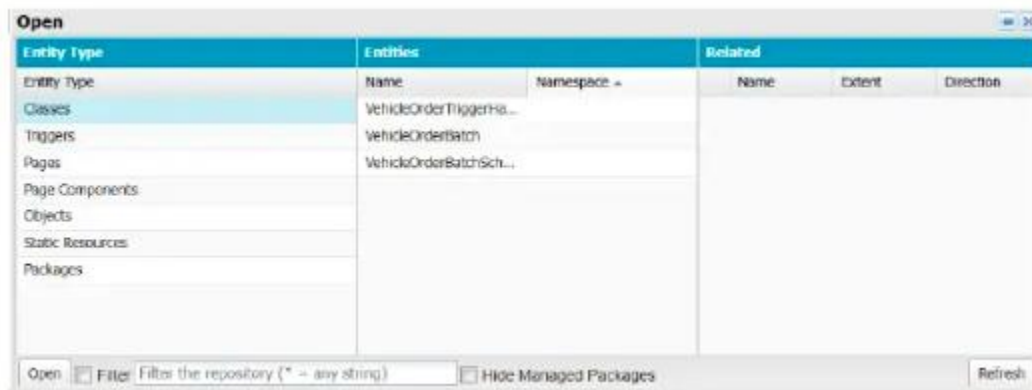 Open
Entity Type Entities Related
Entity Type Name Namespace Name Extent Direction
Classes VehicleOrderTriggerHa...
Triggers VehicleOrderBatch
Pages VehicleOrderBatchSch...
Page Components
Objects
Static Resources
Packages
Open Filter Filter the repository (* = any string) Hide Managed Packages Refresh